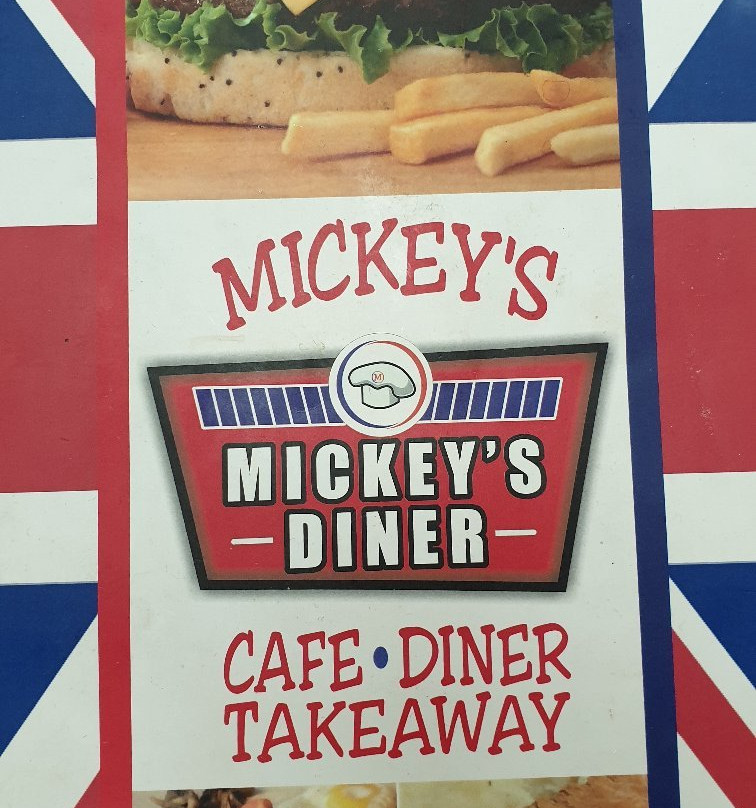 MICKEY'S
M
MICKEY'S
DINER
CAFE • DINER
TAKEAWAY